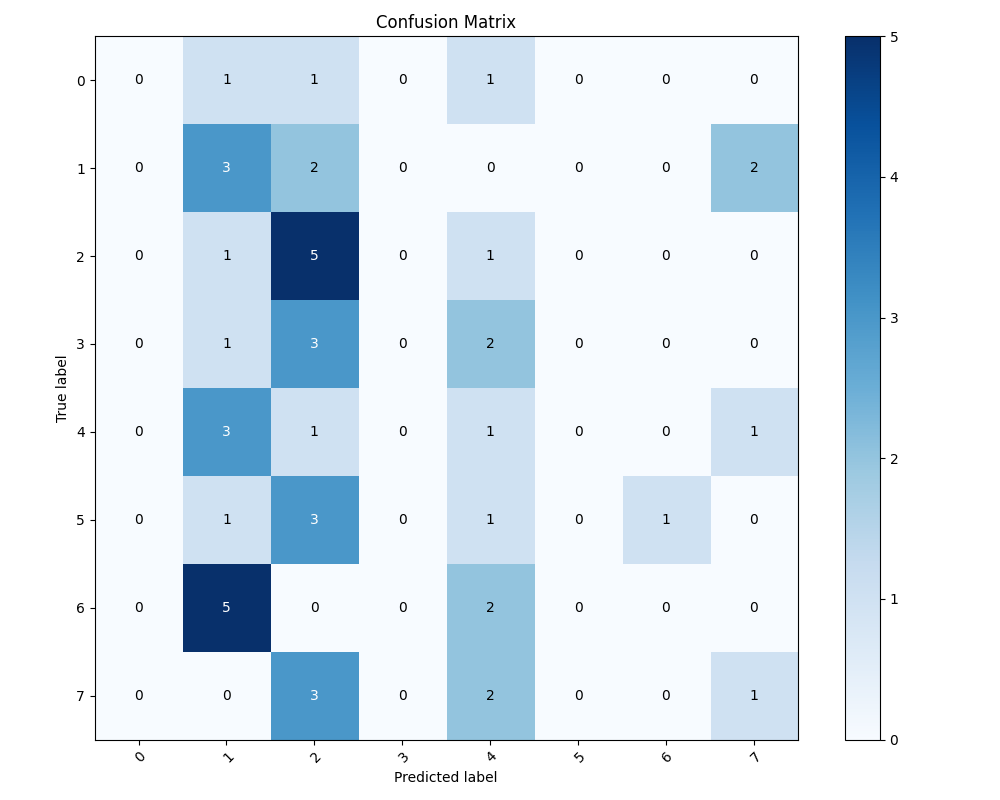 Confusion Matrix
0 0 1 1 0 1 0 0 0
1 0 3 2 0 0 0 0 2
2 0 1 5 0 1 0 0 0
3 0 1 3 0 2 0 0 0
4 0 3 1 0 1 0 0 1
5 0 1 3 0 1 0 1 0
6 0 5 0 0 2 0 0 0
7 0 0 3 0 2 0 0 1
0 1 2 3 4 5 6 7
True label
Predicted label
5
4
3
2
1
0